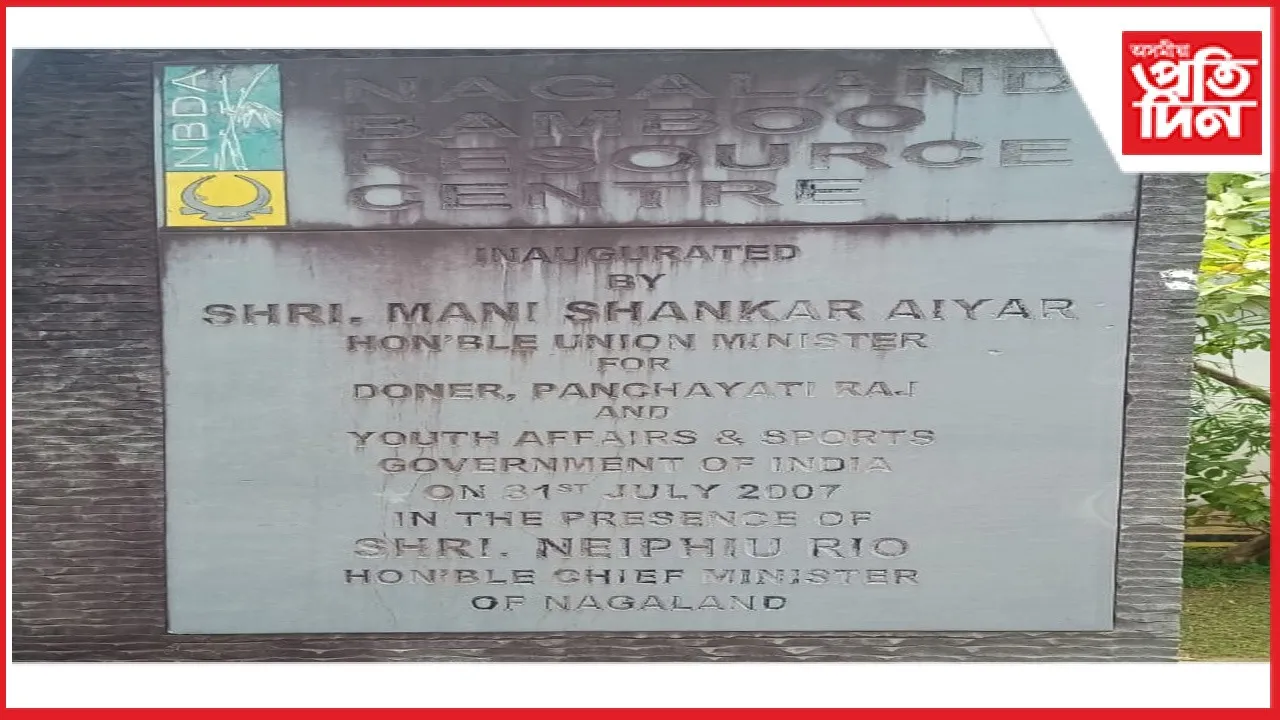 অসমীয়া
প্রতি
দিন
NBDA
NAGALAND
BAMBOO
RESOURCE
CENTRE
INAUGURATED
BY
SHRI. MANI SHANKAR AIYAR
HON'BLE UNION MINISTER
FOR
DONER, PANCHAYATI RAJ
AND
YOUTH AFFAIRS & SPORTS
GOVERNMENT OF INDIA
ON 31ST JULY 2007
IN THE PRESENCE OF
SHRI. NEIPHIU RIO
HON'BLE CHIEF MINISTER
OF NAGALAND